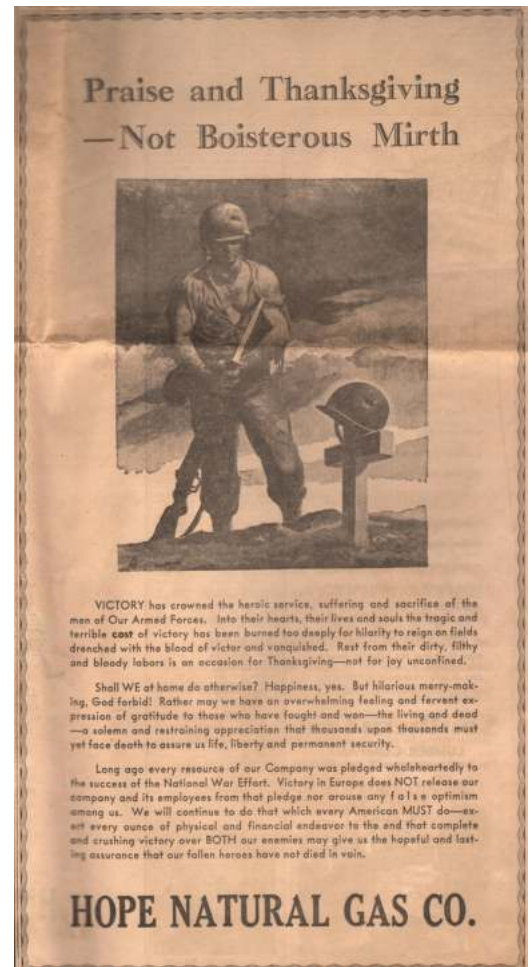 Praise and Thanksgiving
—Not Boisterous Mirth
VICTORY has crowned the heroic service, suffering and sacrifice of the
men of Our Armed Forces. Into their hearts, their lives and souls the tragic and
terrible cost of victory has been burned too deeply for hilarity to reign on fields
drenched with the blood of victor and vanquished. Rest from their dirty, filthy
and bloody labors is an occasion for Thanksgiving—not for joy unconfined.
Shall WE at home do otherwise? Happiness, yes. But hilarious merry-mak-
ing, God forbid! Rather may we have an overwhelming feeling and fervent ex-
pression of gratitude to those who have fought and won—the living and dead
—a solemn and restraining appreciation that thousands upon thousands must
yet face death to assure us life, liberty and permanent security.
Long ago every resource of our Company was pledged wholeheartedly to
the success of the National War Effort. Victory in Europe does NOT release our
company and its employees from that pledge nor arouse any false optimism
among us. We will continue to do that which every American MUST do—ex-
ert every ounce of physical and financial endeavor to the end that complete
and crushing victory over BOTH our enemies may give us the hopeful and last-
ing assurance that our fallen heroes have not died in vain.
HOPE NATURAL GAS CO.